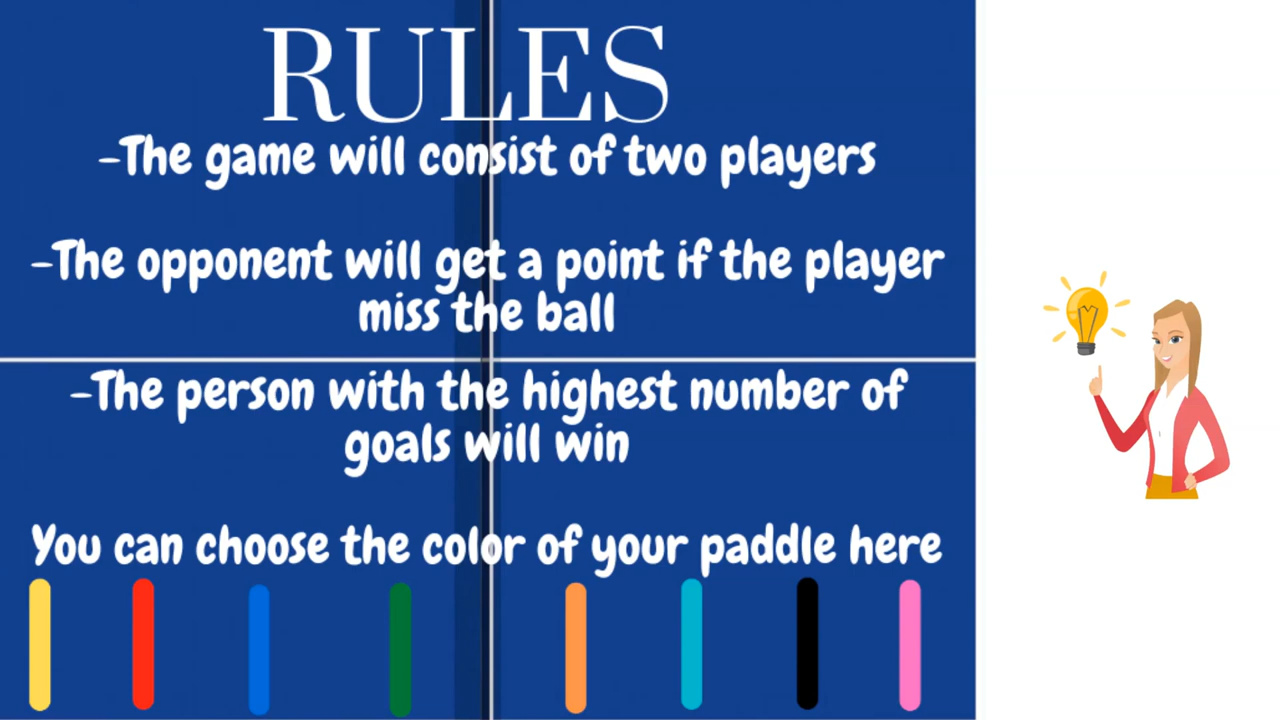 RULES
-The game will consist of two players
-The opponent will get a point if the player
miss the ball
-The person with the highest number of
goals will win
You can choose the color of your paddle here